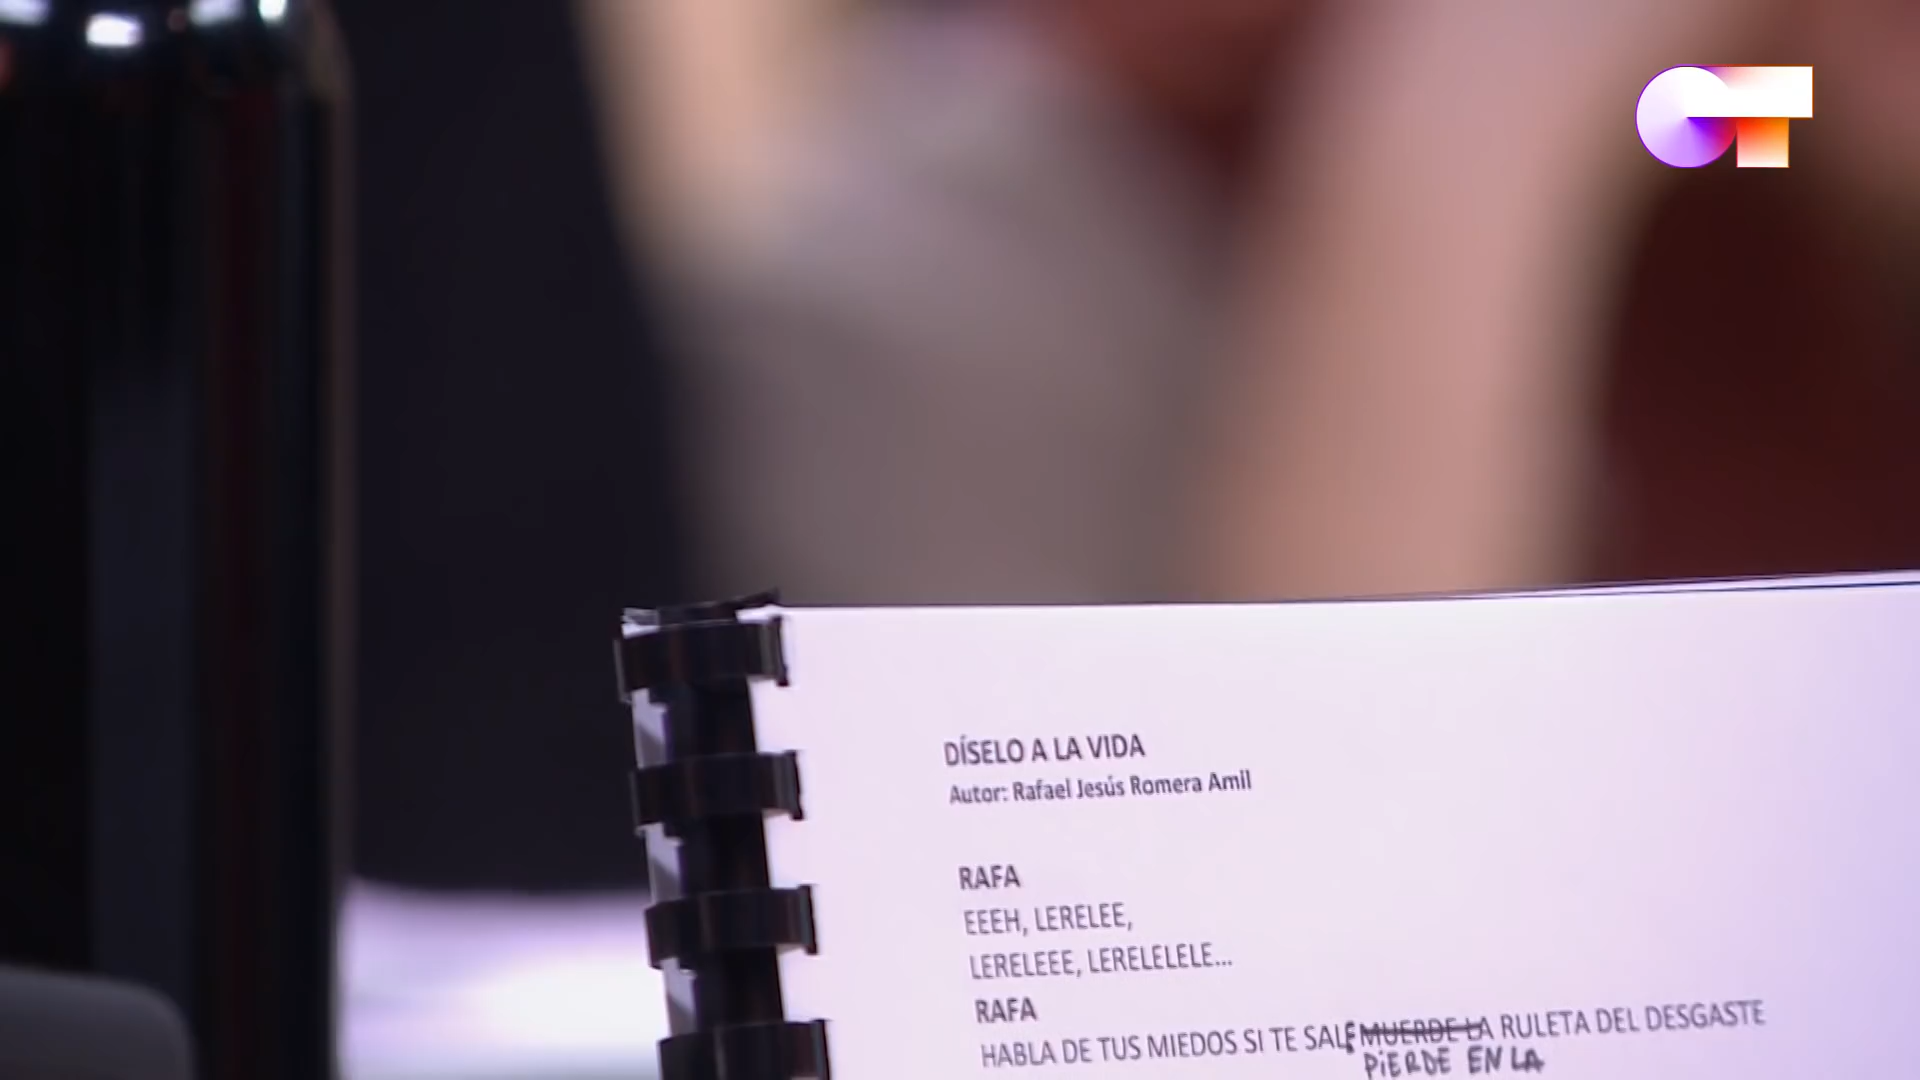 OT
DÍSELO A LA VIDA
Autor: Rafael Jesús Romera Amil
RAFA
EEEH, LERELEE,
LERELEEE, LERELELELE...
RAFA
HABLA DE TUS MIEDOS SI TE SALE MUERDE LA RULETA DEL DESGASTE
PiERDE EN LA